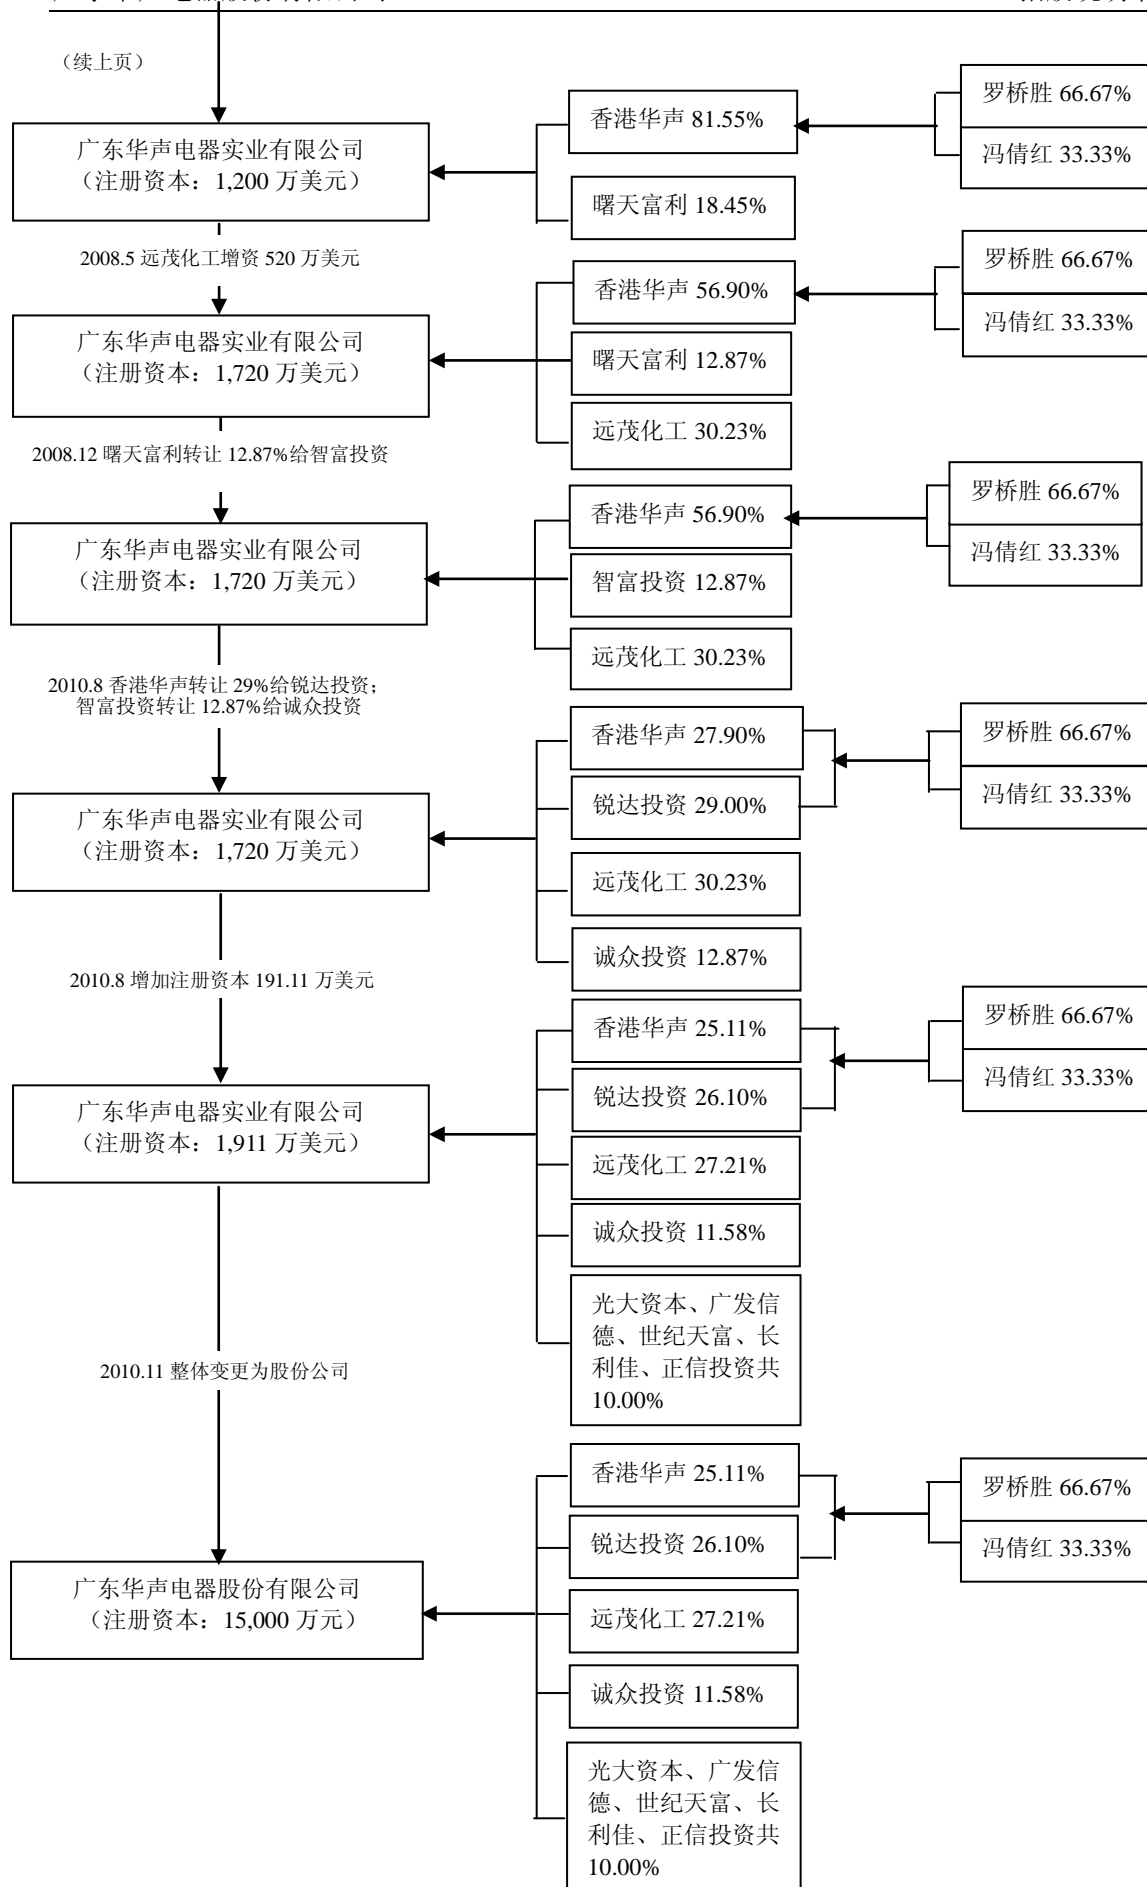 （续上页）
罗桥胜 66.67%
香港华声 81.55%
广东华声电器实业有限公司
（注册资本：1,200 万美元）
冯倩红 33.33%
曙天富利 18.45%
2008.5 远茂化工增资 520 万美元
罗桥胜 66.67%
香港华声 56.90%
冯倩红 33.33%
广东华声电器实业有限公司
（注册资本：1,720 万美元）
曙天富利 12.87%
远茂化工 30.23%
2008.12 曙天富利转让 12.87%给智富投资
罗桥胜 66.67%
香港华声 56.90%
冯倩红 33.33%
广东华声电器实业有限公司
（注册资本：1,720 万美元）
智富投资 12.87%
远茂化工 30.23%
2010.8 香港华声转让 29%给锐达投资；
智富投资转让 12.87%给诚众投资
香港华声 27.90%
罗桥胜 66.67%
冯倩红 33.33%
锐达投资 29.00%
广东华声电器实业有限公司
（注册资本：1,720 万美元）
远茂化工 30.23%
诚众投资 12.87%
2010.8 增加注册资本 191.11 万美元
罗桥胜 66.67%
香港华声 25.11%
冯倩红 33.33%
锐达投资 26.10%
广东华声电器实业有限公司
（注册资本：1,911 万美元）
远茂化工 27.21%
诚众投资 11.58%
光大资本、广发信
德、世纪天富、长
利佳、正信投资共
10.00%
2010.11 整体变更为股份公司
香港华声 25.11%
罗桥胜 66.67%
锐达投资 26.10%
冯倩红 33.33%
广东华声电器股份有限公司
（注册资本：15,000 万元）
远茂化工 27.21%
诚众投资 11.58%
光大资本、广发信
德、世纪天富、长
利佳、正信投资共
10.00%